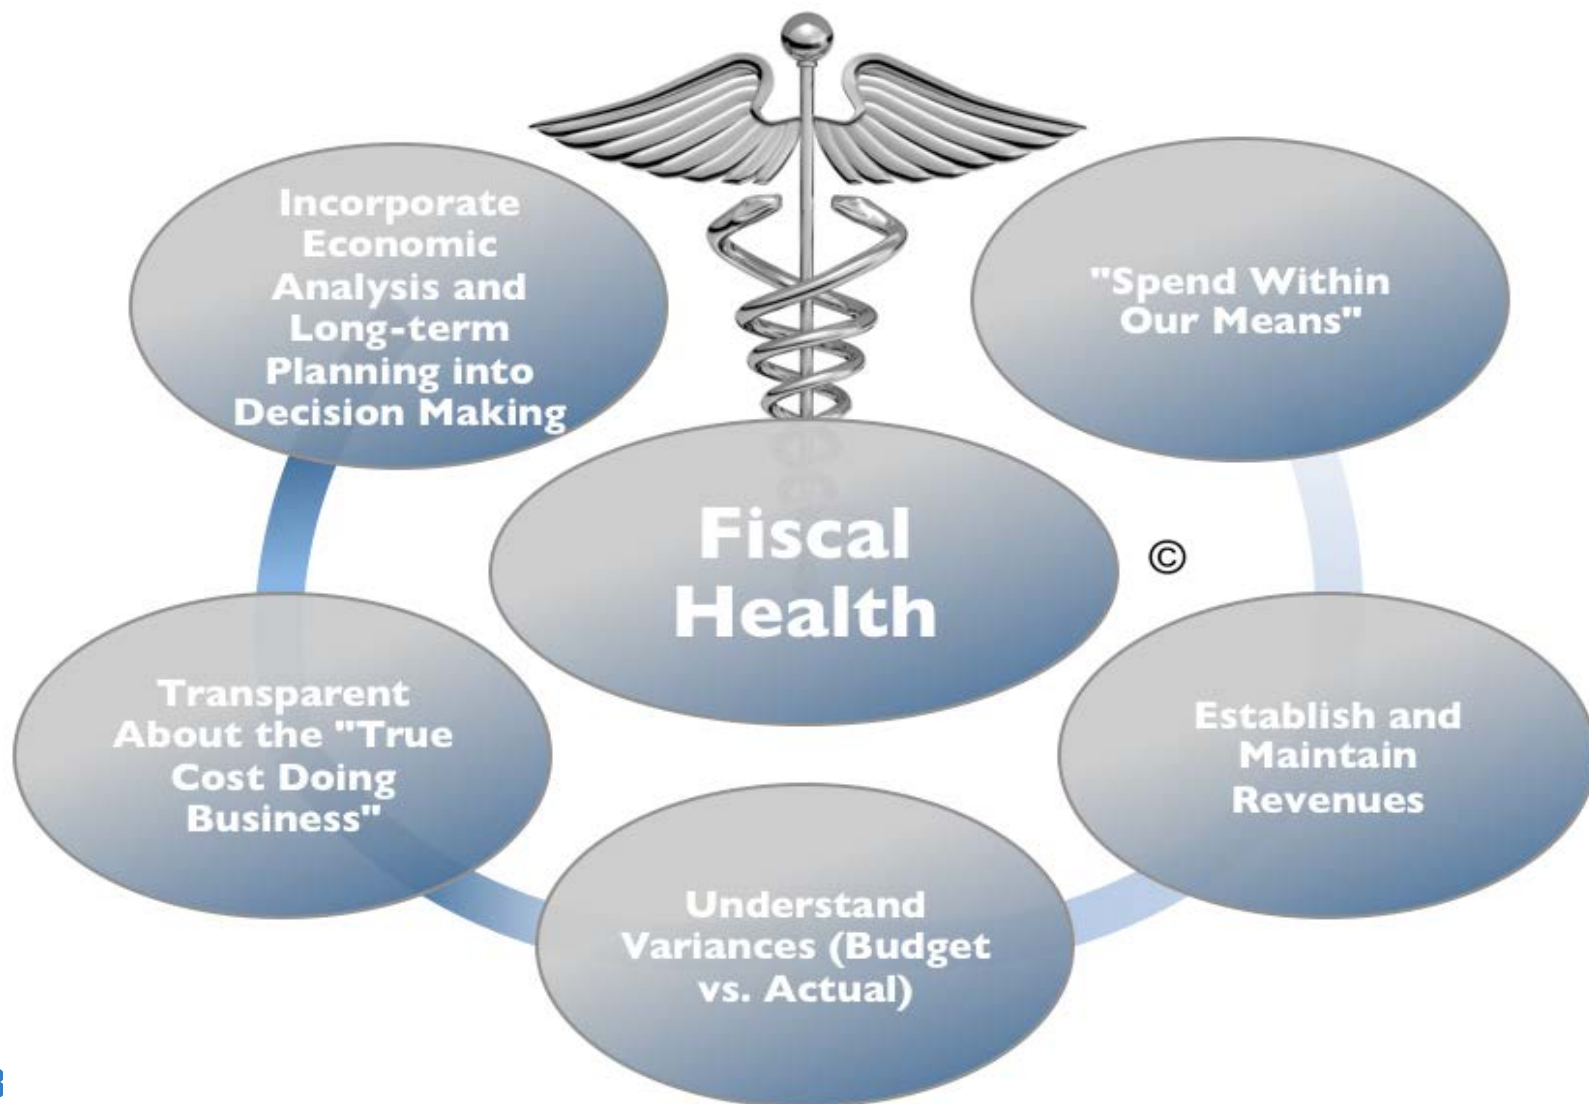 Incorporate
Economic
Analysis and
Long-term
Planning into
Decision Making
"Spend Within
Our Means"
Fiscal
Health
©
Transparent
About the "True
Cost Doing
Business"
Establish and
Maintain
Revenues
Understand
Variances (Budget
vs. Actual)